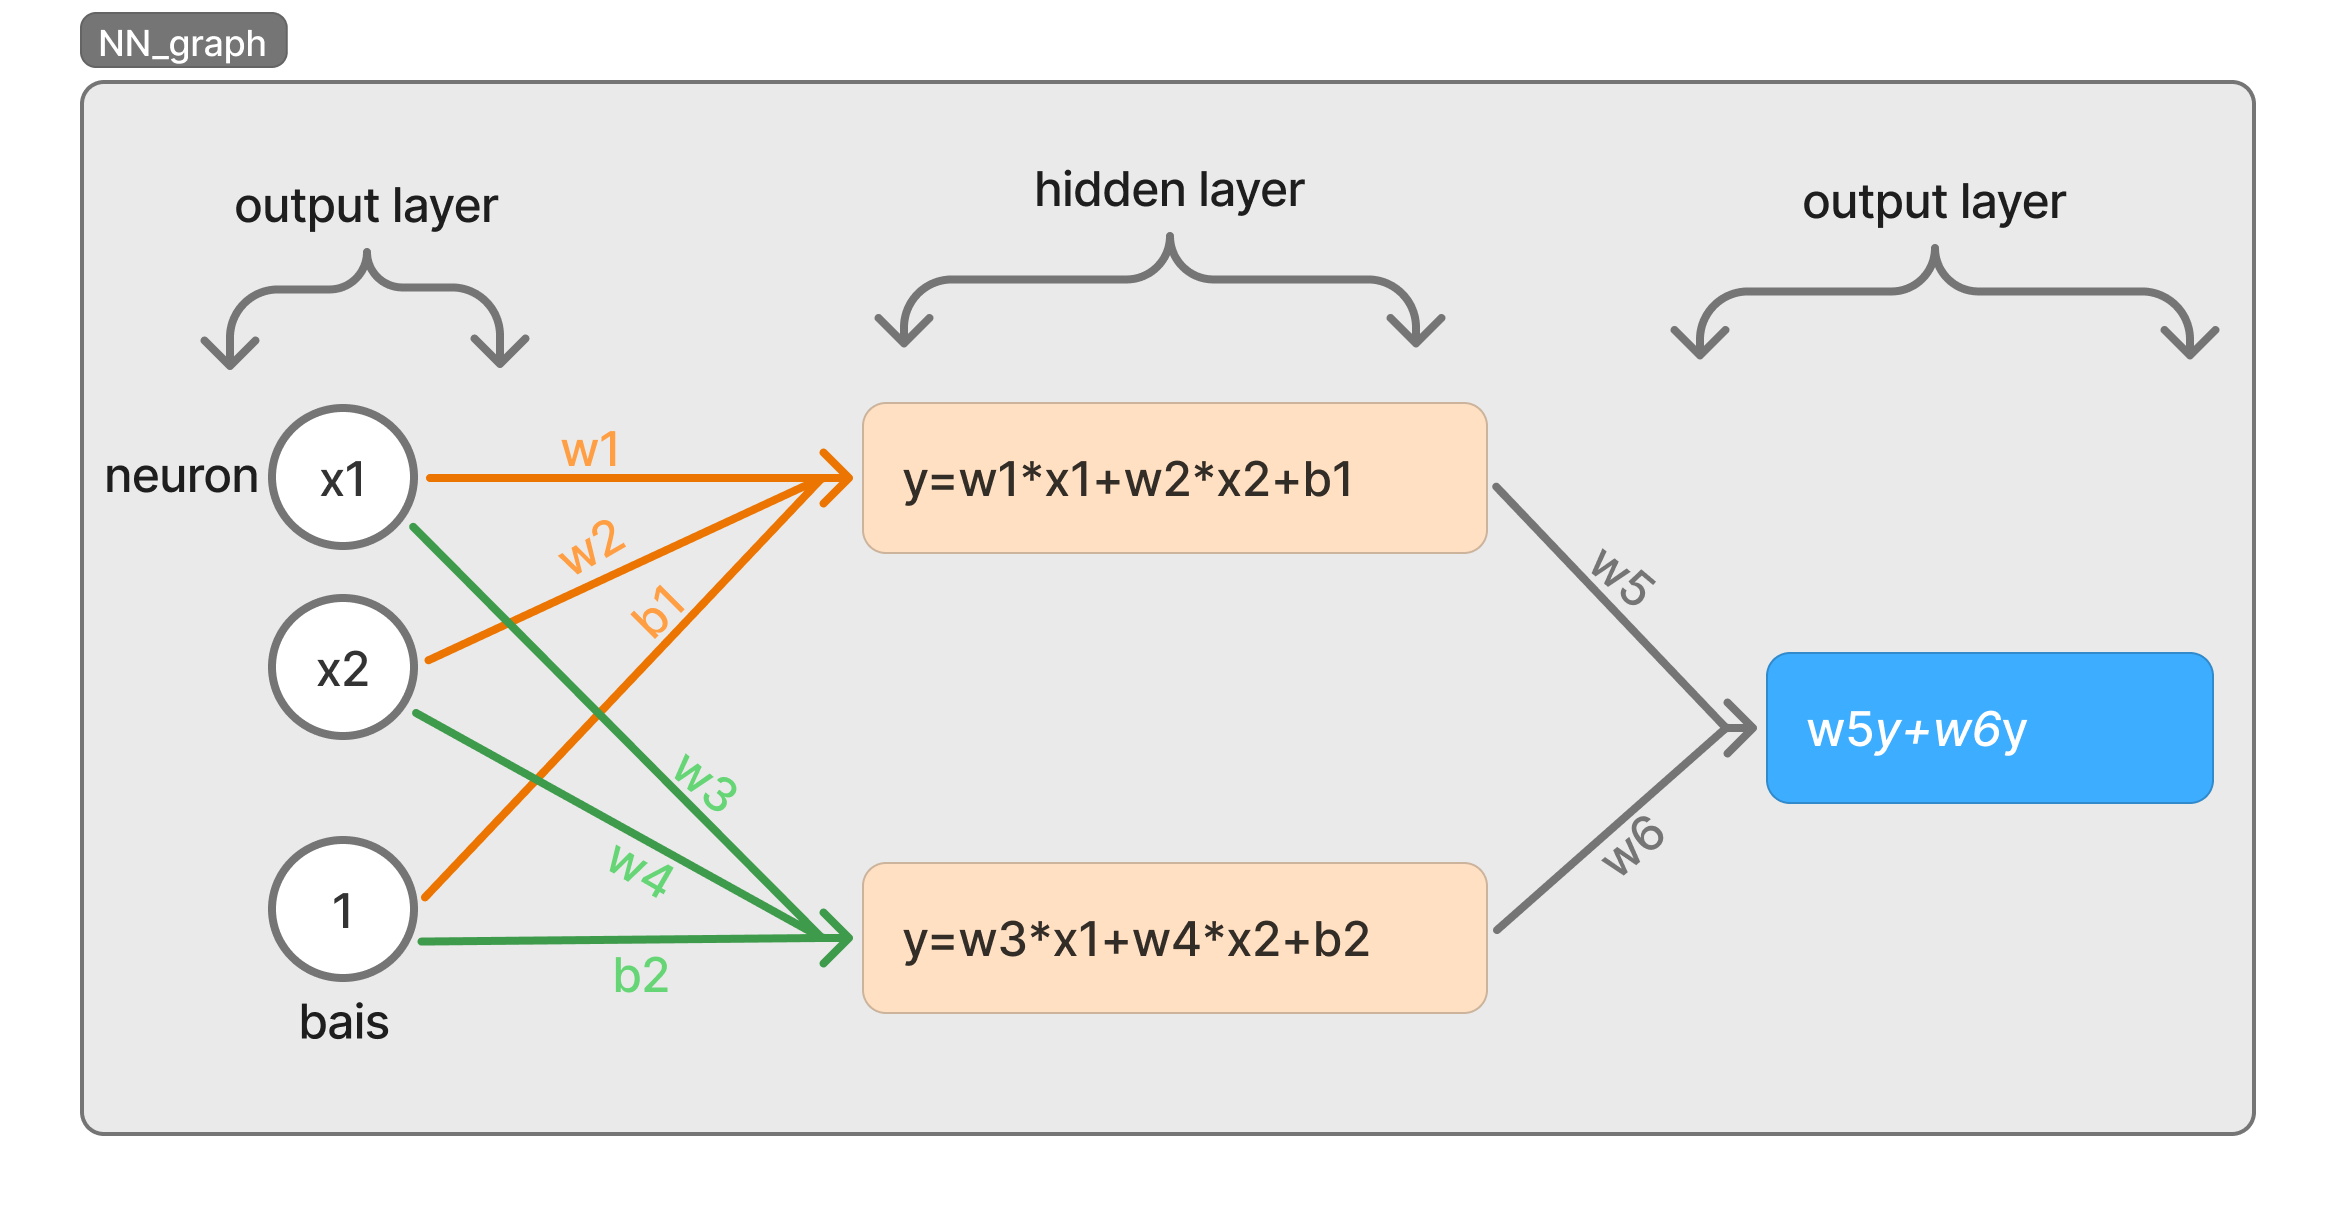 NN_graph
output layer
hidden layer
output layer
neuron
x1
w1
y=w1*x1+w2*x2+b1
w2
b1
w5
x2
w5y+w6y
w3
w4
w6
1
y=w3*x1+w4*x2+b2
b2
bais